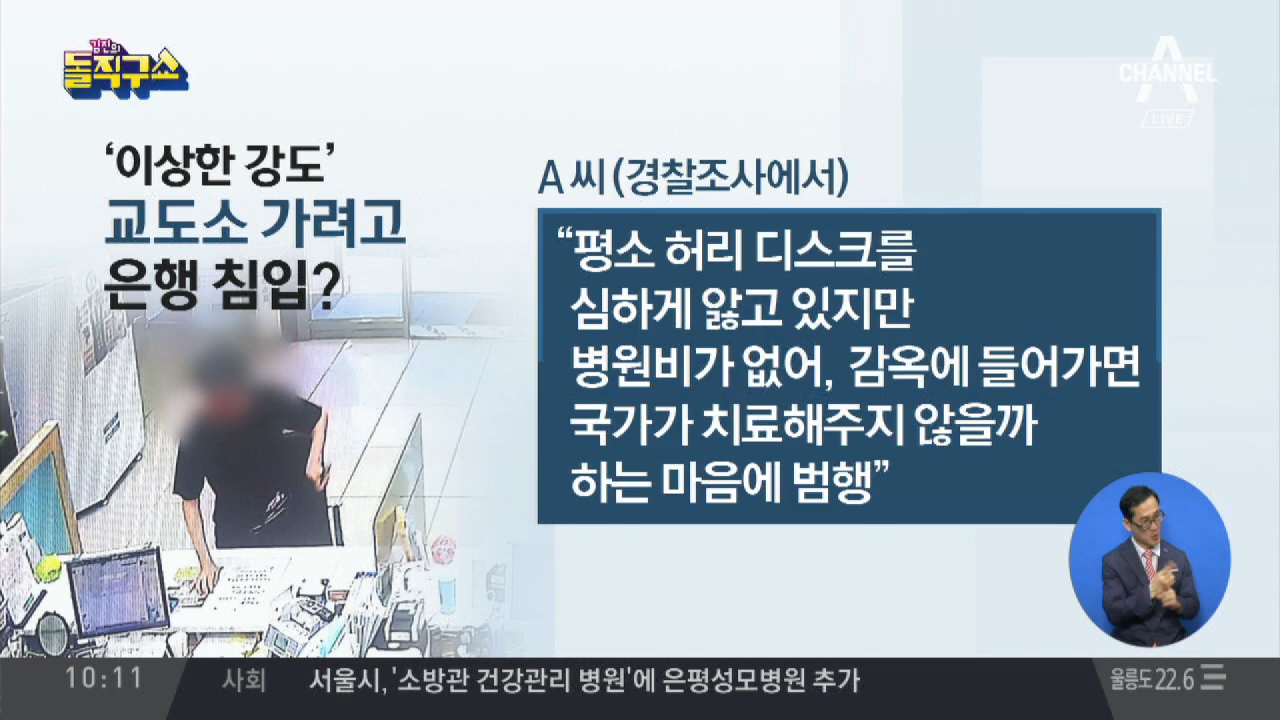 김진의
돌직구쇼
CHANNEL A
LIVE
‘이상한 강도’
교도소 가려고
은행 침입?
A 씨 (경찰조사에서)
“평소 허리 디스크를
심하게 앓고 있지만
병원비가 없어, 감옥에 들어가면
국가가 치료해주지 않을까
하는 마음에 범행”
10:11 사회 서울시, '소방관 건강관리 병원'에 은평성모병원 추가 울릉도 22.6